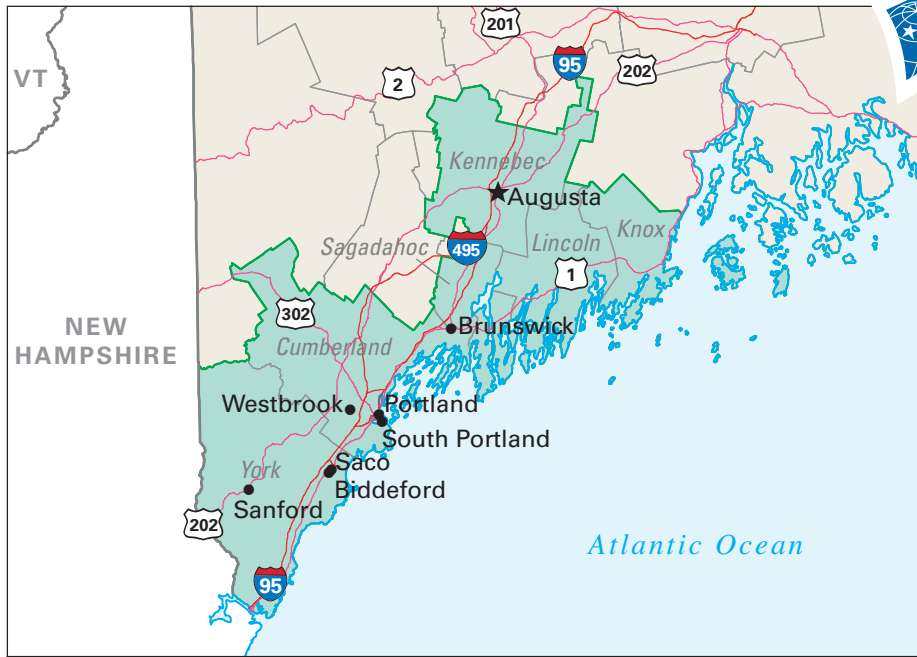 201
95
VT
202
2
Kennebec
Augusta
Sagadahoc
495
Lincoln
Knox
1
302
NEW
HAMPSHIRE
Brunswick
Cumberland
Westbrook
Portland
South Portland
Saco
York
Biddeford
Sanford
202
Atlantic Ocean
95